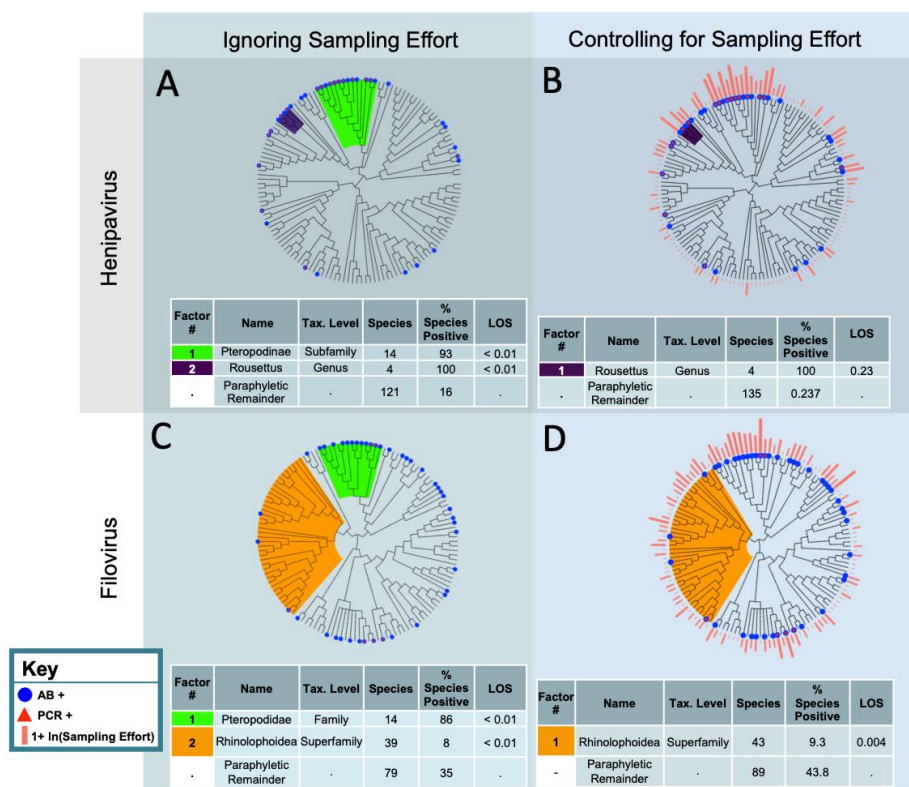 Ignoring Sampling Effort
Controlling for Sampling Effort
Henipavirus
A
B
Factor # Name Tax. Level Species % Species Positive LOS
1 Pteropodinae Subfamily 14 93 < 0.01
2 Rousettus Genus 4 100 < 0.01
. Paraphyletic Remainder . 121 16 .
Factor # Name Tax. Level Species % Species Positive LOS
1 Rousettus Genus 4 100 0.23
. Paraphyletic Remainder . 135 0.237 .
Filovirus
C
D
Factor # Name Tax. Level Species % Species Positive LOS
1 Pteropodidae Family 14 86 < 0.01
2 Rhinolophoidea Superfamily 39 8 < 0.01
. Paraphyletic Remainder . 79 35 .
Factor # Name Tax. Level Species % Species Positive LOS
1 Rhinolophoidea Superfamily 43 9.3 0.004
- Paraphyletic Remainder . 89 43.8 .
Key
AB +
PCR +
1+ ln(Sampling Effort)